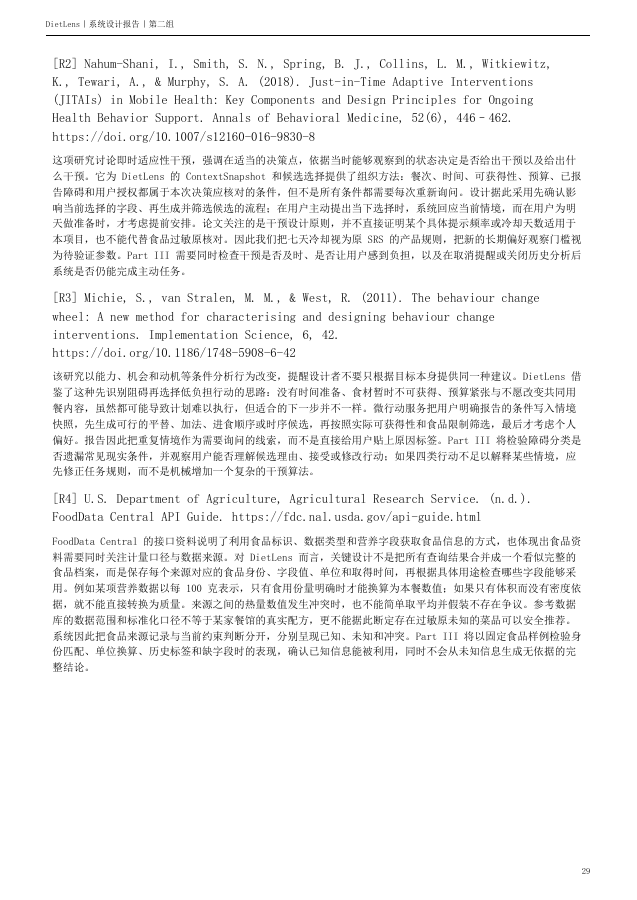 DietLens｜系统设计报告｜第二组
[R2] Nahum-Shani, I., Smith, S. N., Spring, B. J., Collins, L. M., Witkiewitz,
K., Tewari, A., & Murphy, S. A. (2018). Just-in-Time Adaptive Interventions
(JITAIs) in Mobile Health: Key Components and Design Principles for Ongoing
Health Behavior Support. Annals of Behavioral Medicine, 52(6), 446–462.
https://doi.org/10.1007/s12160-016-9830-8
这项研究讨论即时适应性干预，强调在适当的决策点，依据当时能够观察到的状态决定是否给出干预以及给出什
么干预。它为 DietLens 的 ContextSnapshot 和候选选择提供了组织方法：餐次、时间、可获得性、预算、已报
告障碍和用户授权都属于本次决策应核对的条件，但不是所有条件都需要每次重新询问。设计据此采用先确认影
响当前选择的字段、再生成并筛选候选的流程；在用户主动提出当下选择时，系统回应当前情境，而在用户为明
天做准备时，才考虑提前安排。论文关注的是干预设计原则，并不直接证明某个具体提示频率或冷却天数适用于
本项目，也不能代替食品过敏原核对。因此我们把七天冷却视为原 SRS 的产品规则，把新的长期偏好观察门槛视
为待验证参数。Part III 需要同时检查干预是否及时、是否让用户感到负担，以及在取消提醒或关闭历史分析后
系统是否仍能完成主动任务。
[R3] Michie, S., van Stralen, M. M., & West, R. (2011). The behaviour change
wheel: A new method for characterising and designing behaviour change
interventions. Implementation Science, 6, 42.
https://doi.org/10.1186/1748-5908-6-42
该研究以能力、机会和动机等条件分析行为改变，提醒设计者不要只根据目标本身提供同一种建议。DietLens 借
鉴了这种先识别阻碍再选择低负担行动的思路：没有时间准备、食材暂时不可获得、预算紧张与不愿改变共同用
餐内容，虽然都可能导致计划难以执行，但适合的下一步并不一样。微行动服务把用户明确报告的条件写入情境
快照，先生成可行的平替、加法、进食顺序或时序候选，再按照实际可获得性和食品限制筛选，最后才考虑个人
偏好。报告因此把重复情境作为需要询问的线索，而不是直接给用户贴上原因标签。Part III 将检验障碍分类是
否遗漏常见现实条件，并观察用户能否理解候选理由、接受或修改行动；如果四类行动不足以解释某些情境，应
先修正任务规则，而不是机械增加一个复杂的干预算法。
[R4] U.S. Department of Agriculture, Agricultural Research Service. (n.d.).
FoodData Central API Guide. https://fdc.nal.usda.gov/api-guide.html
FoodData Central 的接口资料说明了利用食品标识、数据类型和营养字段获取食品信息的方式，也体现出食品资
料需要同时关注计量口径与数据来源。对 DietLens 而言，关键设计不是把所有查询结果合并成一个看似完整的
食品档案，而是保存每个来源对应的食品身份、字段值、单位和取得时间，再根据具体用途检查哪些字段能够采
用。例如某项营养数据以每 100 克表示，只有食用份量明确时才能换算为本餐数值；如果只有体积而没有密度依
据，就不能直接转换为质量。来源之间的热量数值发生冲突时，也不能简单取平均并假装不存在争议。参考数据
库的数据范围和标准化口径不等于某家餐馆的真实配方，更不能据此断定存在过敏原未知的菜品可以安全推荐。
系统因此把食品来源记录与当前约束判断分开，分别呈现已知、未知和冲突。Part III 将以固定食品样例检验身
份匹配、单位换算、历史标签和缺字段时的表现，确认已知信息能被利用，同时不会从未知信息生成无依据的完
整结论。
29